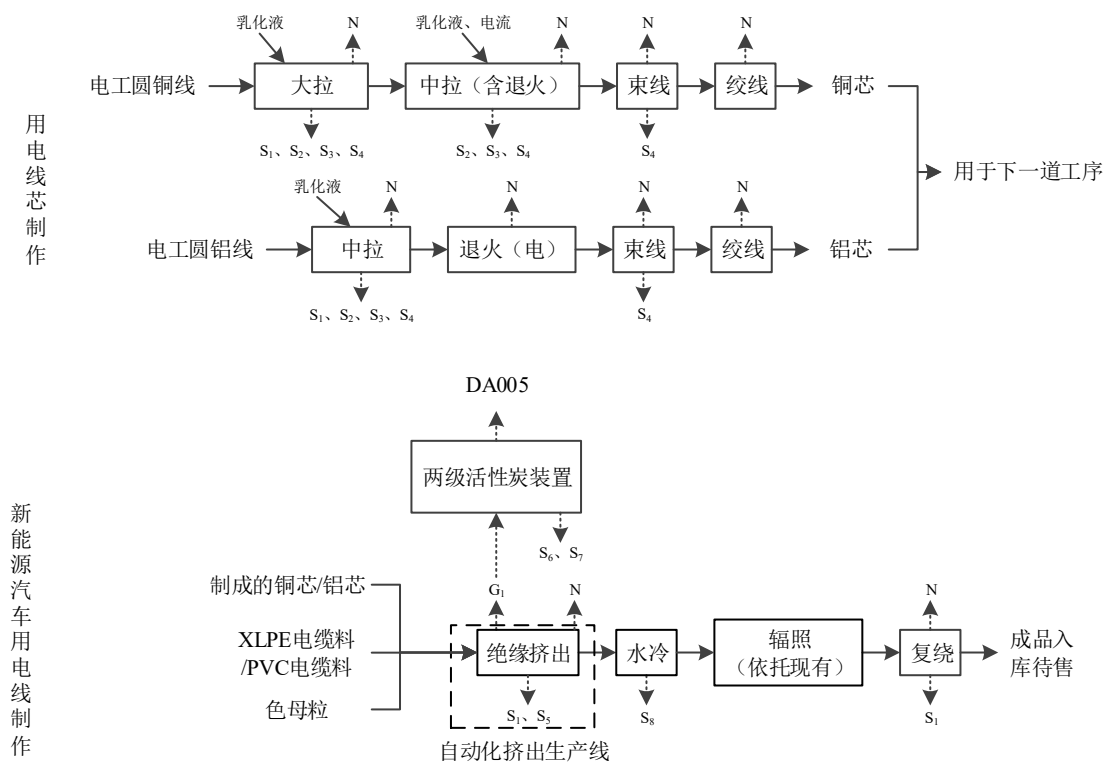 用电线芯制作
乳化液
N
乳化液、电流
N
N
N
电工圆铜线
大拉
中拉（含退火）
束线
绞线
铜芯
S₁、S₂、S₃、S₄
S₂、S₃、S₄
S₄
用于下一道工序
乳化液
N
N
N
N
电工圆铝线
中拉
退火（电）
束线
绞线
铝芯
S₁、S₂、S₃、S₄
S₄
新能源汽车用电线制作
DA005
两级活性炭装置
S₆、S₇
制成的铜芯/铝芯
G₁
N
N
XLPE电缆料
/PVC电缆料
色母粒
绝缘挤出
水冷
辐照
（依托现有）
复绕
成品入
库待售
S₁、S₅
S₈
S₁
自动化挤出生产线